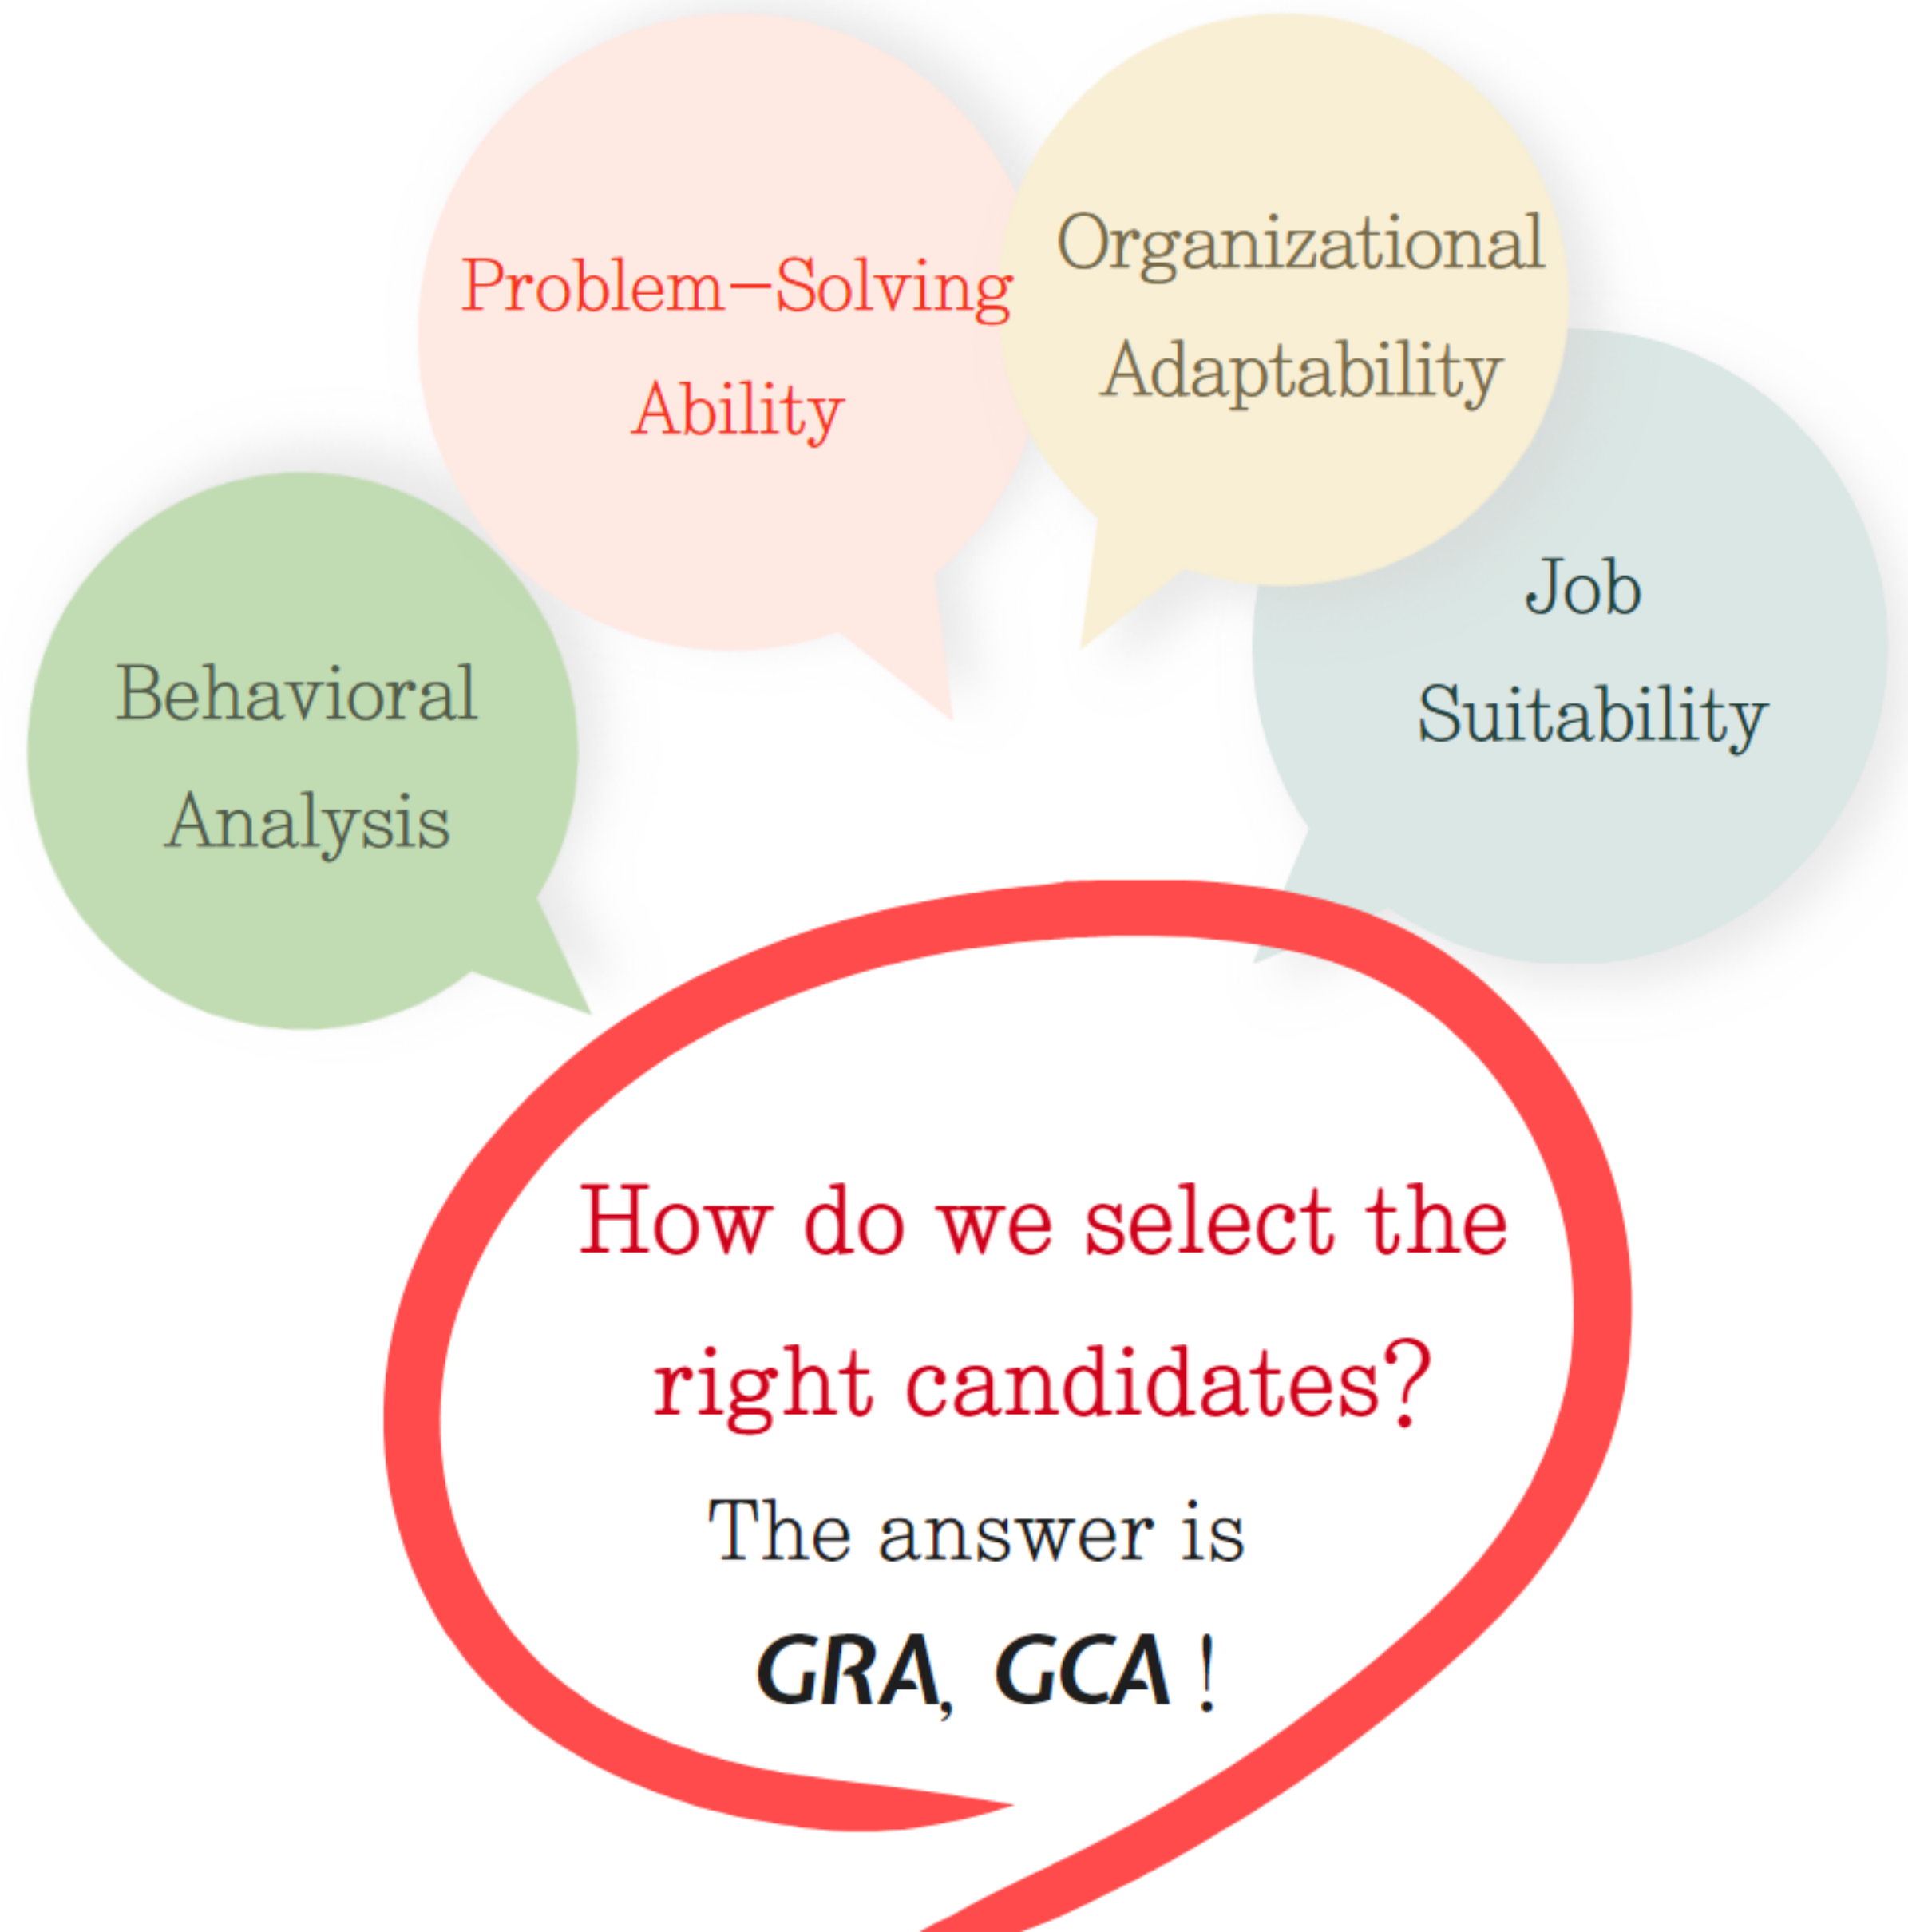 Problem-Solving
Ability
Organizational
Adaptability
Behavioral
Analysis
Job
Suitability
How do we select the
right candidates?
The answer is
GRA, GCA !